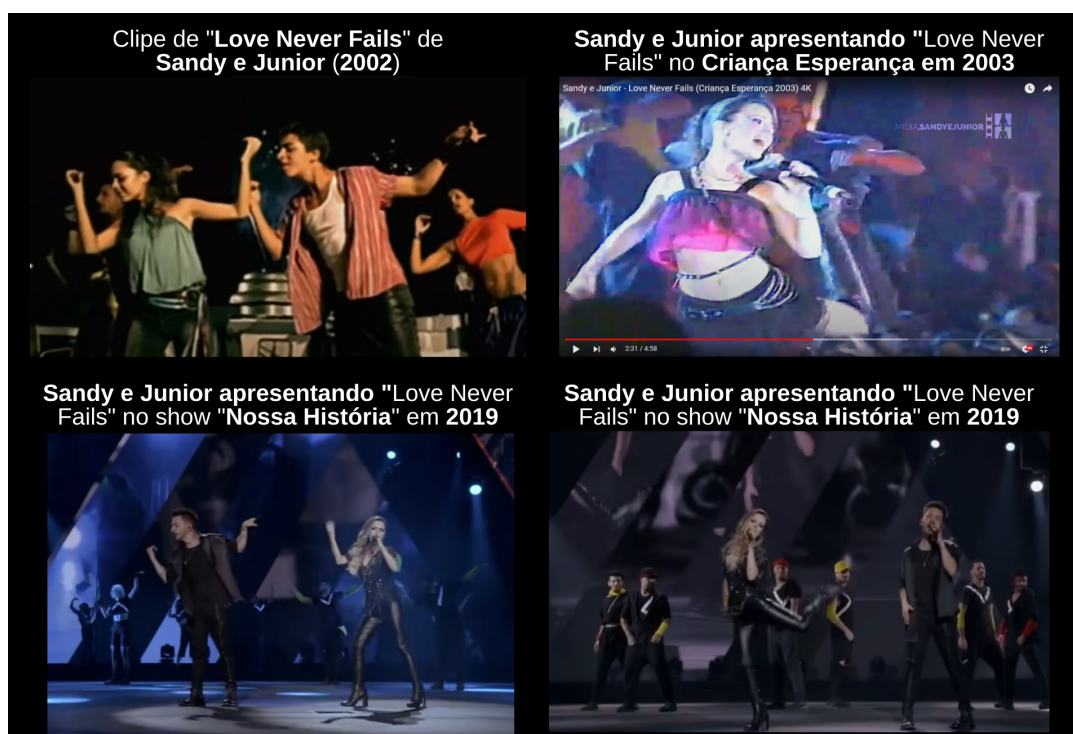 Clipe de "Love Never Fails" de
Sandy e Junior (2002)
Sandy e Junior apresentando "Love Never
Fails" no Criança Esperança em 2003
Sandy e Junior - Love Never Fails (Criança Esperança 2003) 4K
MIDIA.SANDYEJUNIOR
2:31 / 4:58
Sandy e Junior apresentando "Love Never
Fails" no show "Nossa História" em 2019
Sandy e Junior apresentando "Love Never
Fails" no show "Nossa História" em 2019